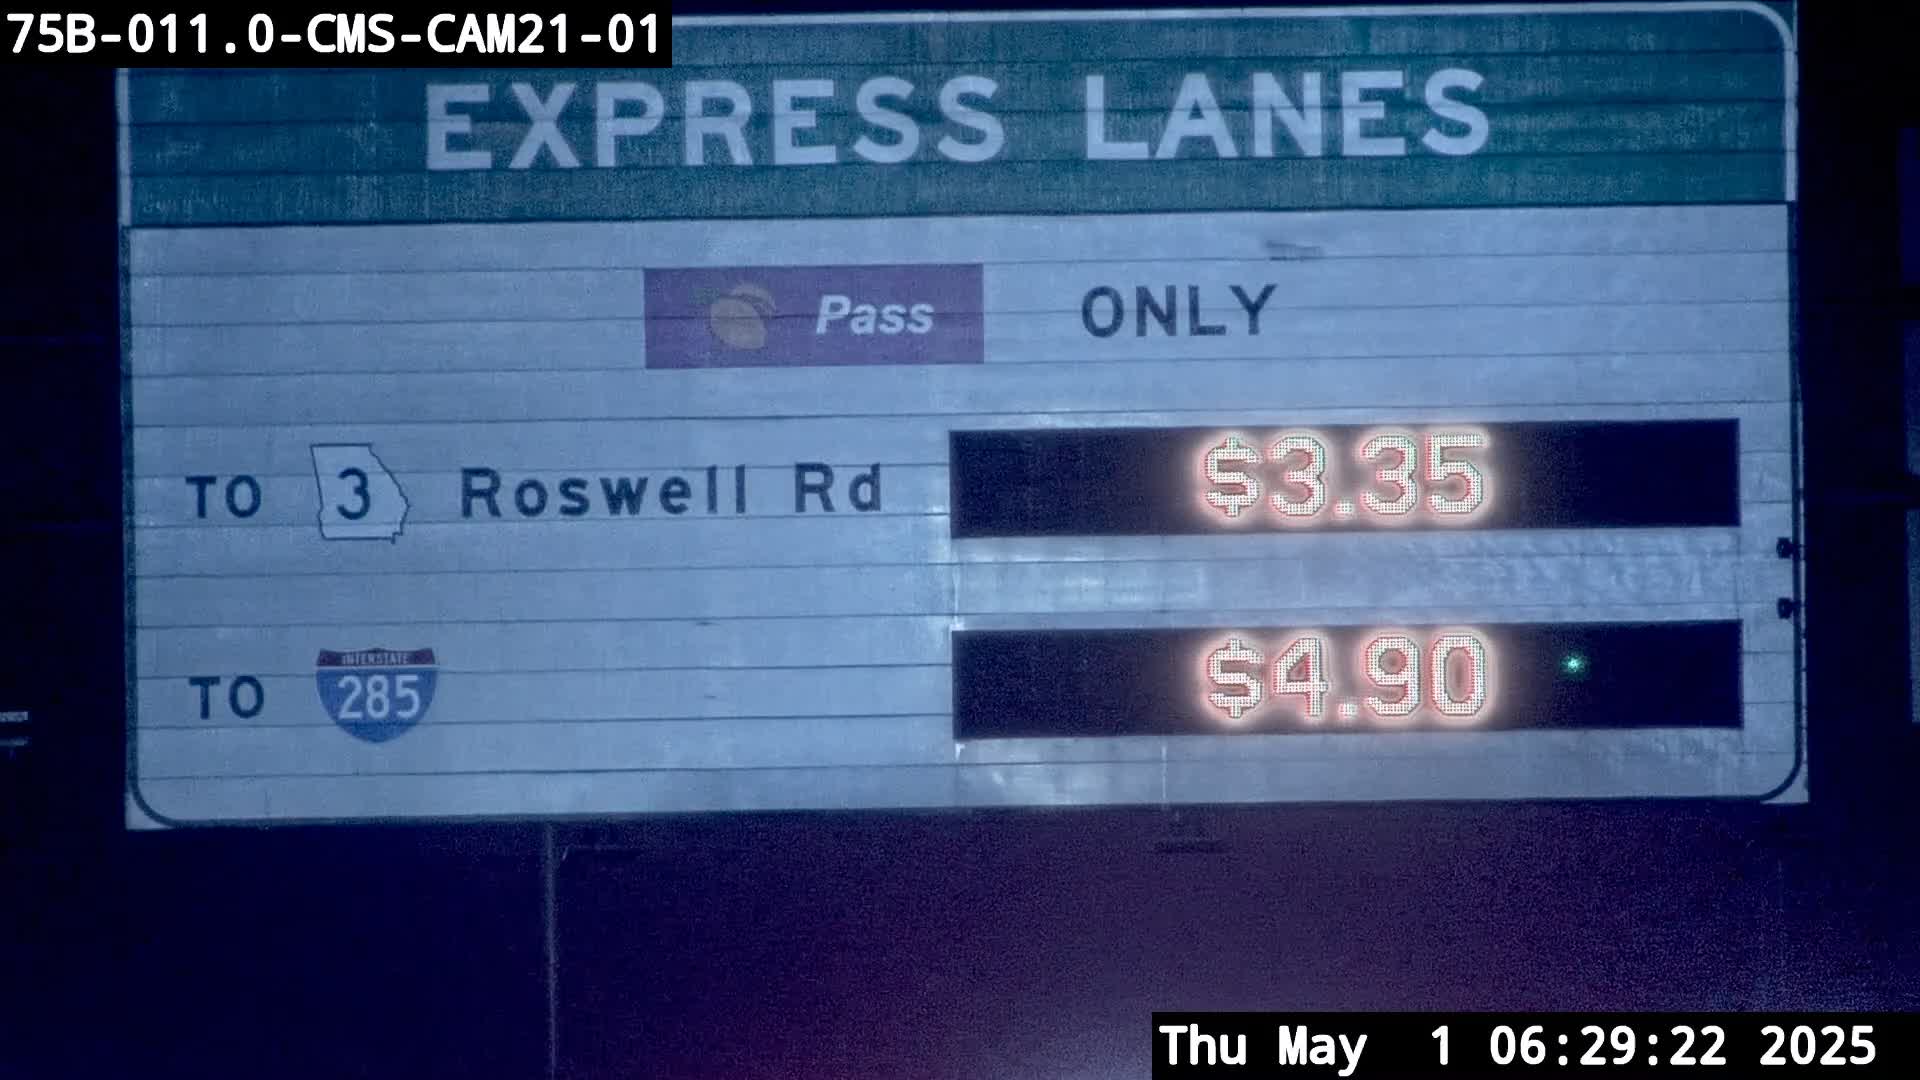 75B-011.0-CMS-CAM21-01
EXPRESS LANES
Pass ONLY
TO 3 Roswell Rd $3.35
INTERSTATE
TO 285 $4.90
Thu May 1 06:29:22 2025